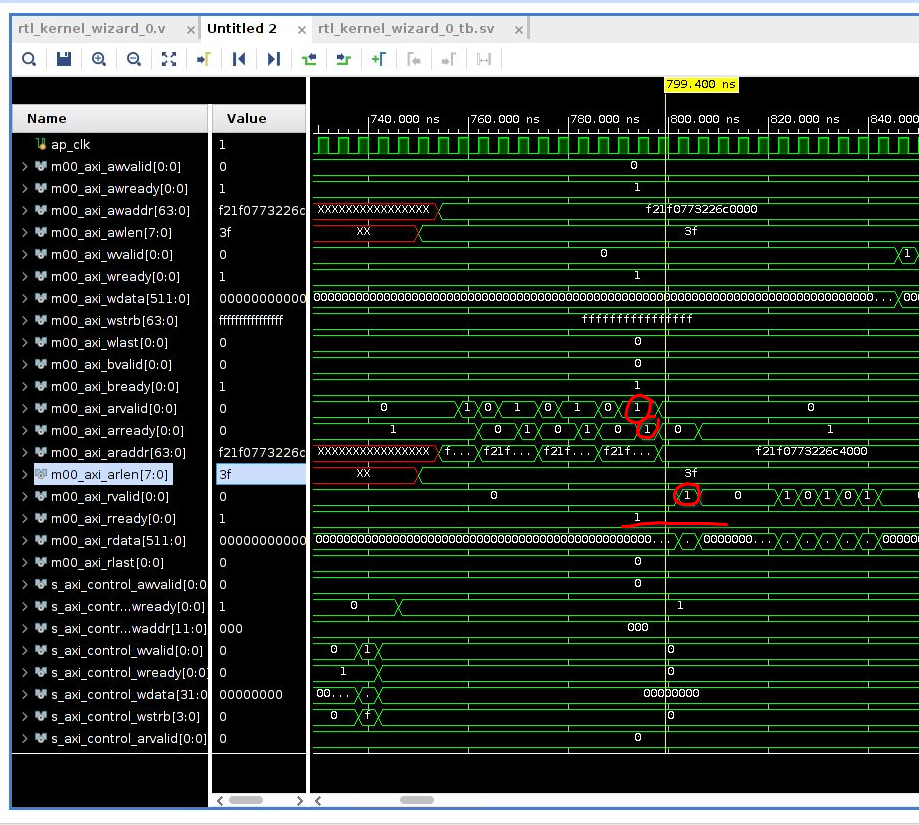 rtl_kernel_wizard_0.v × Untitled 2 × rtl_kernel_wizard_0_tb.sv ×
799.400 ns
Name Value
740.000 ns 760.000 ns 780.000 ns 800.000 ns 820.000 ns 840.000
ap_clk 1
m00_axi_awvalid[0:0] 0 0
m00_axi_awready[0:0] 1 1
m00_axi_awaddr[63:0] f21f0773226c XXXXXXXXXXXXXXXX f21f0773226c0000
m00_axi_awlen[7:0] 3f XX 3f
m00_axi_wvalid[0:0] 0 0 1
m00_axi_wready[0:0] 1 1
m00_axi_wdata[511:0] 00000000000 00000000000000000000000000000000000000000000000000000000000000000000000000000... 000
m00_axi_wstrb[63:0] ffffffffffffffff ffffffffffffffff
m00_axi_wlast[0:0] 0 0
m00_axi_bvalid[0:0] 0 0
m00_axi_bready[0:0] 1 1
m00_axi_arvalid[0:0] 0 0 1 0 1 0 1 0 1 0
m00_axi_arready[0:0] 0 1 0 1 0 1 0 1 0 1
m00_axi_araddr[63:0] f21f0773226c XXXXXXXXXXXXXXXX f... f21f... f21f... f21f... f21f0773226c4000
m00_axi_arlen[7:0] 3f XX 3f
m00_axi_rvalid[0:0] 0 0 1 0 1 0 1 0 1
m00_axi_rready[0:0] 1 1
m00_axi_rdata[511:0] 00000000000 00000000000000000000000000000000000000000000000... . 0000000... . . . . . 000000
m00_axi_rlast[0:0] 0 0
s_axi_control_awvalid[0:0 0 0
s_axi_contr...wready[0:0] 1 0 1
s_axi_contr...waddr[11:0] 000 000
s_axi_control_wvalid[0:0] 0 0 1 0
s_axi_control_wready[0:0] 0 1 0
s_axi_control_wdata[31:0 00000000 00... . 00000000
s_axi_control_wstrb[3:0] 0 0 f 0
s_axi_control_arvalid[0:0] 0 0